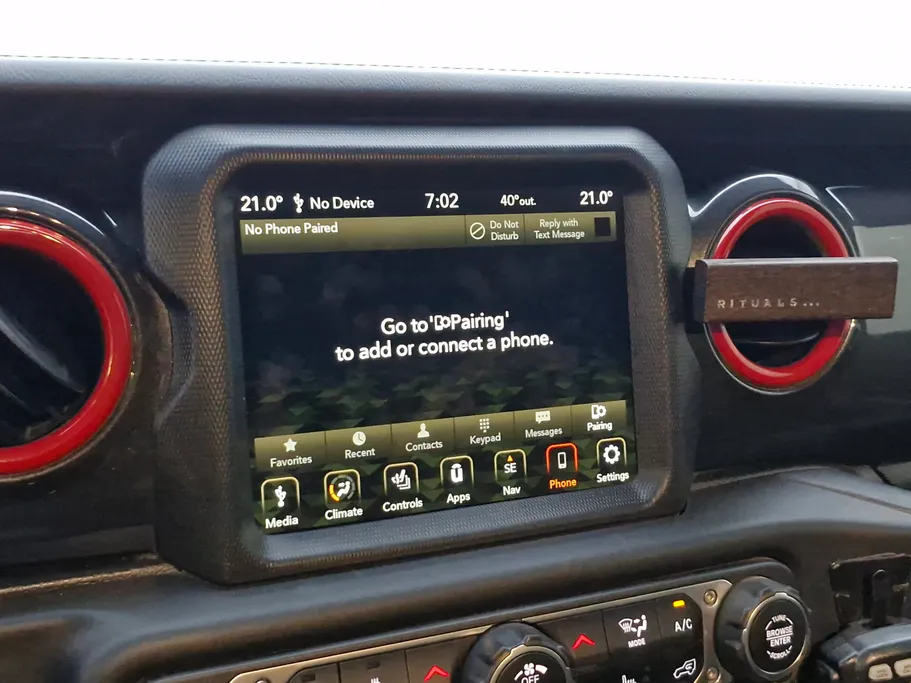 21.0° No Device 7:02 40°out. 21.0°
No Phone Paired
Do Not
Disturb
Reply with
Text Message
Go to 'Pairing'
to add or connect a phone.
Favorites Recent Contacts Keypad Messages Pairing
Media Climate Controls Apps SE Nav Phone Settings
RITUALS...
MODE
A/C
OFF
TUNE
BROWSE
ENTER
SCROLL